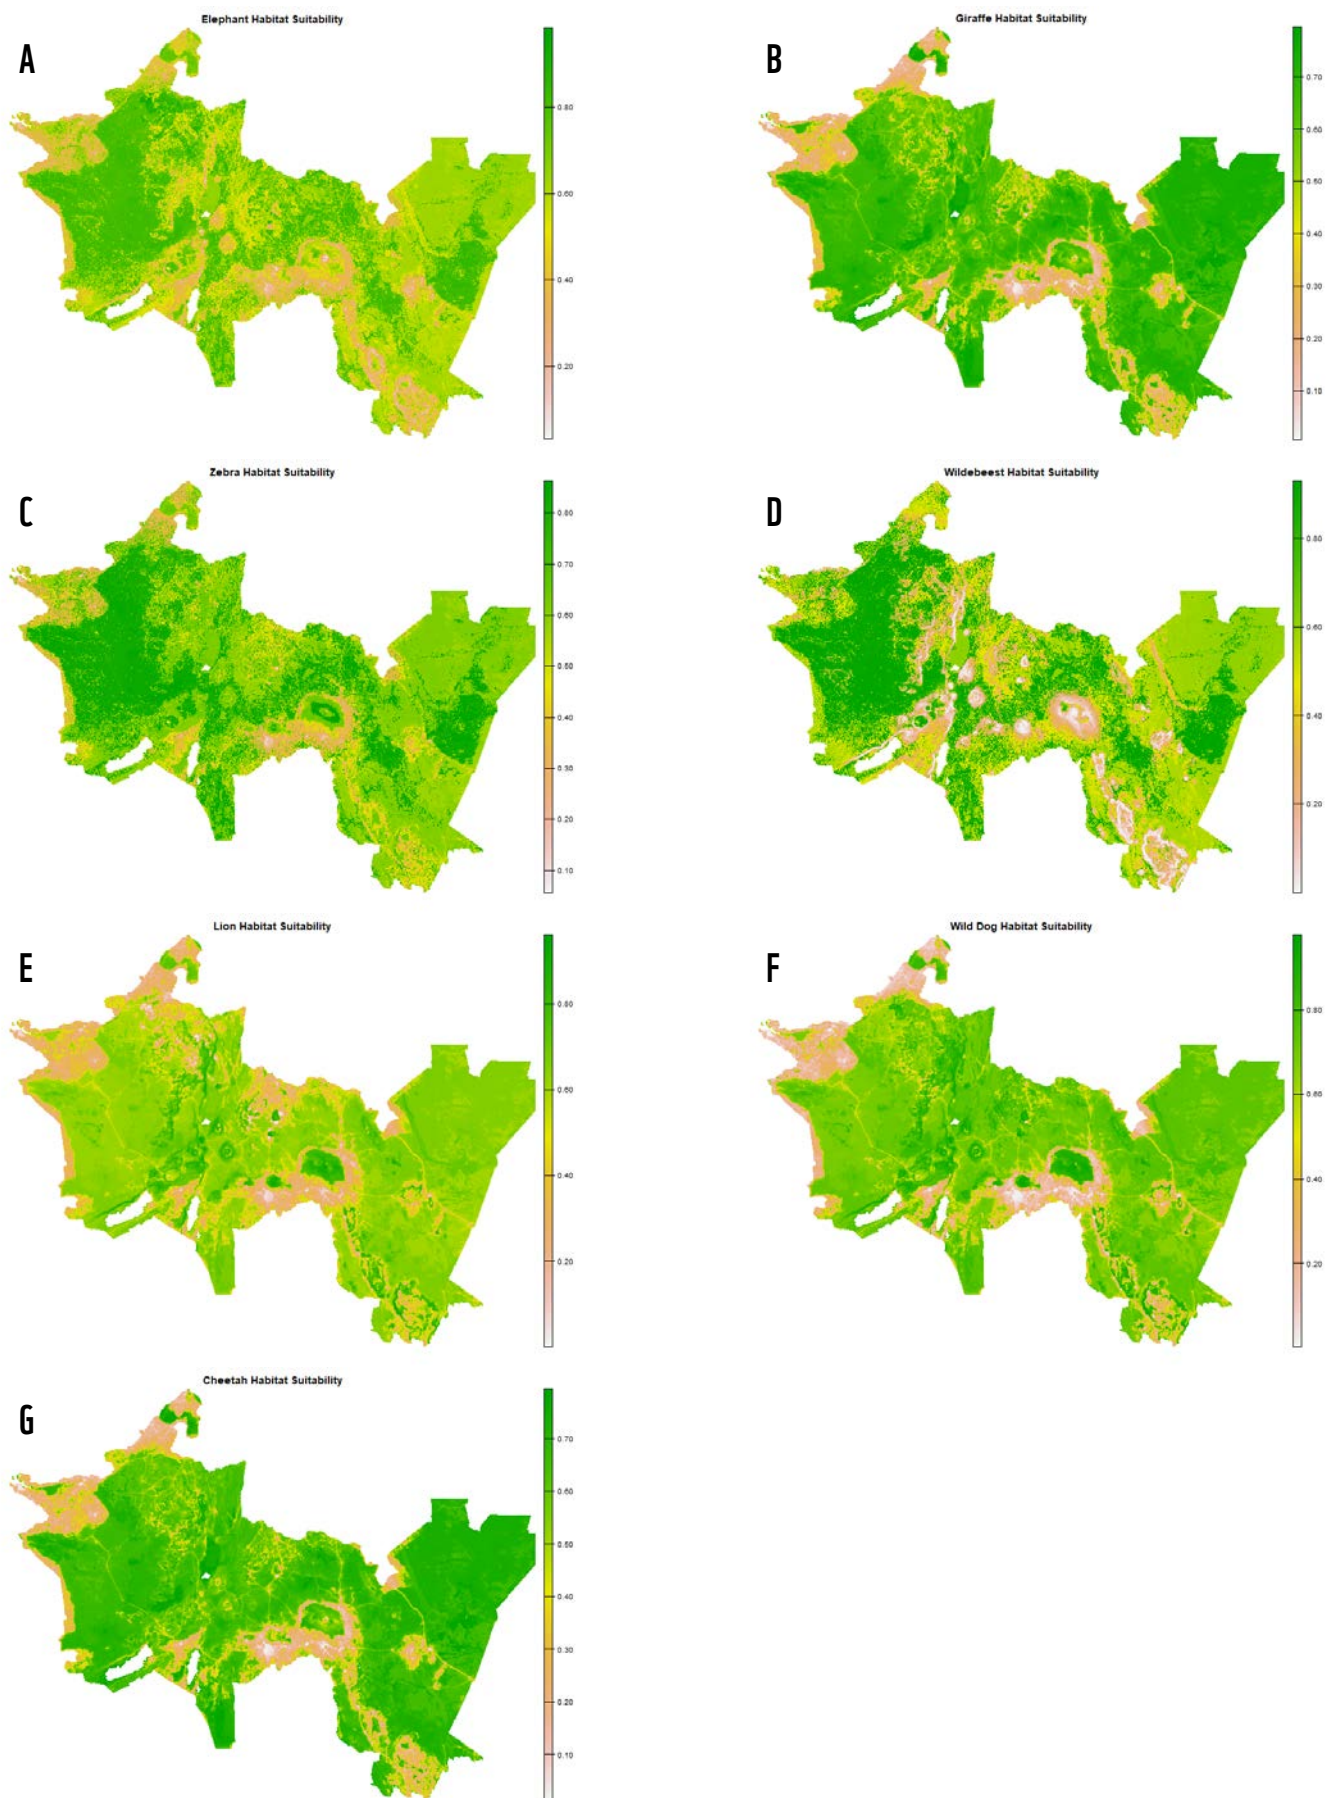 Elephant Habitat Suitability
A
0.80
0.60
0.40
0.20
Giraffe Habitat Suitability
B
0.70
0.60
0.50
0.40
0.30
0.20
0.10
Zebra Habitat Suitability
C
0.80
0.70
0.60
0.50
0.40
0.30
0.20
0.10
Wildebeest Habitat Suitability
D
0.80
0.60
0.40
0.20
Lion Habitat Suitability
E
0.80
0.60
0.40
0.20
Wild Dog Habitat Suitability
F
0.80
0.60
0.40
0.20
Cheetah Habitat Suitability
G
0.70
0.60
0.50
0.40
0.30
0.20
0.10